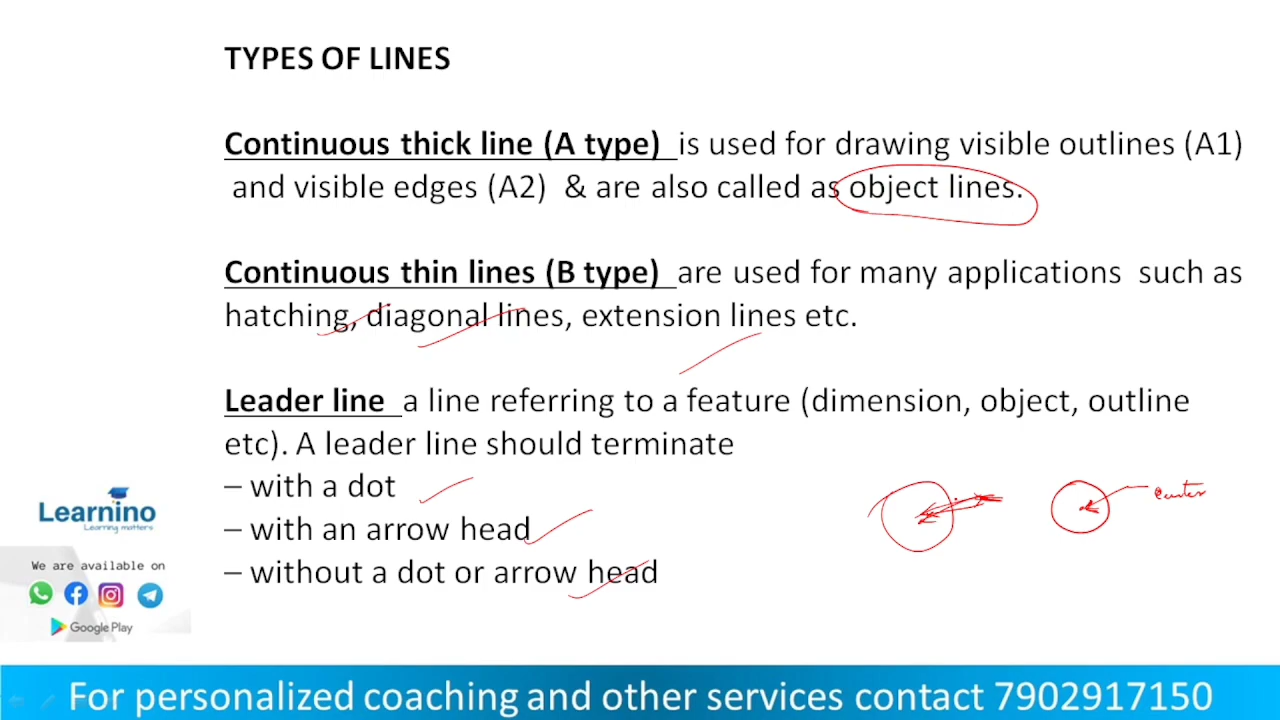 TYPES OF LINES
Continuous thick line (A type) is used for drawing visible outlines (A1)
and visible edges (A2) & are also called as object lines.
Continuous thin lines (B type) are used for many applications such as
hatching, diagonal lines, extension lines etc.
Leader line a line referring to a feature (dimension, object, outline
etc). A leader line should terminate
– with a dot
– with an arrow head
– without a dot or arrow head
center
Learnino
Learning matters
We are available on
Google Play
For personalized coaching and other services contact 7902917150